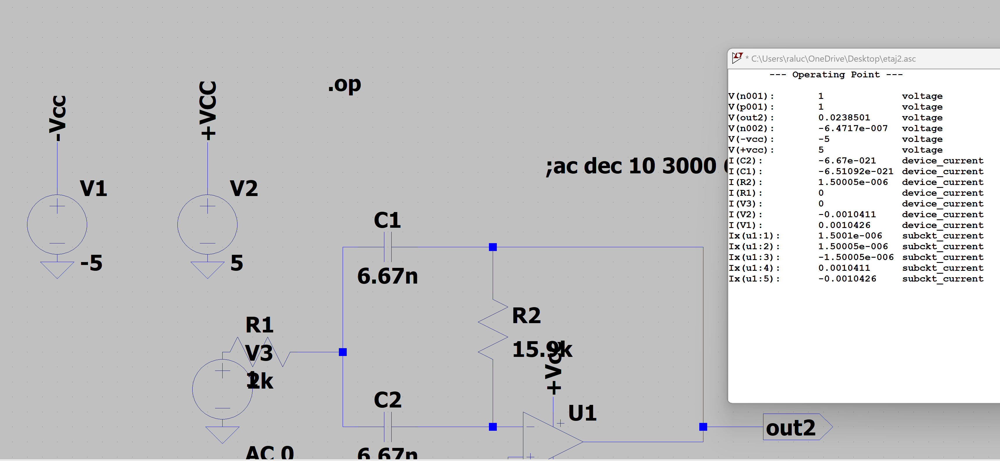 -Vcc
+VCC
.op
;ac dec 10 3000
V1
-5
V2
5
C1
6.67n
R1
V3
R2
15.9k
C2
6.67n
AC 0
U1
out2
* C:\Users\raluc\OneDrive\Desktop\etaj2.asc
--- Operating Point ---
V(n001): 1 voltage
V(p001): 1 voltage
V(out2): 0.0238501 voltage
V(n002): -6.4717e-007 voltage
V(-vcc): -5 voltage
V(+vcc): 5 voltage
I(C2): -6.67e-021 device_current
I(C1): -6.51092e-021 device_current
I(R2): 1.50005e-006 device_current
I(R1): 0 device_current
I(V3): 0 device_current
I(V2): -0.0010411 device_current
I(V1): 0.0010426 device_current
Ix(u1:1): 1.5001e-006 subckt_current
Ix(u1:2): 1.50005e-006 subckt_current
Ix(u1:3): -1.50005e-006 subckt_current
Ix(u1:4): 0.0010411 subckt_current
Ix(u1:5): -0.0010426 subckt_current